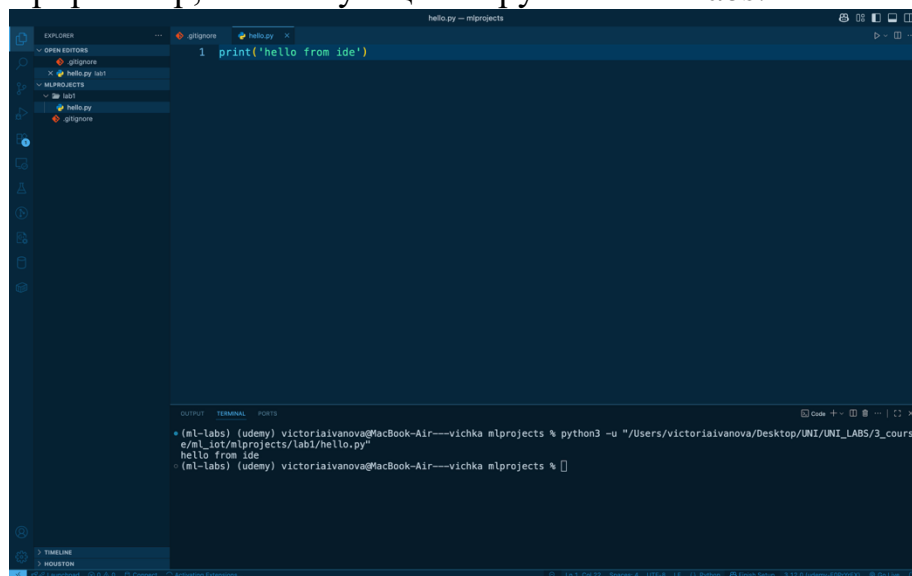 hello.py — mlprojects
EXPLORER
OPEN EDITORS
.gitignore
hello.py lab1
MLPROJECTS
lab1
hello.py
.gitignore
TIMELINE
HOUSTON
.gitignore
hello.py
1 print('hello from ide')
OUTPUT TERMINAL PORTS
Code
(ml-labs) (udemy) victoriaivanova@MacBook-Air---vichka mlprojects % python3 -u "/Users/victoriaivanova/Desktop/UNI/UNI_LABS/3_cours
e/ml_iot/mlprojects/lab1/hello.py"
hello from ide
(ml-labs) (udemy) victoriaivanova@MacBook-Air---vichka mlprojects %